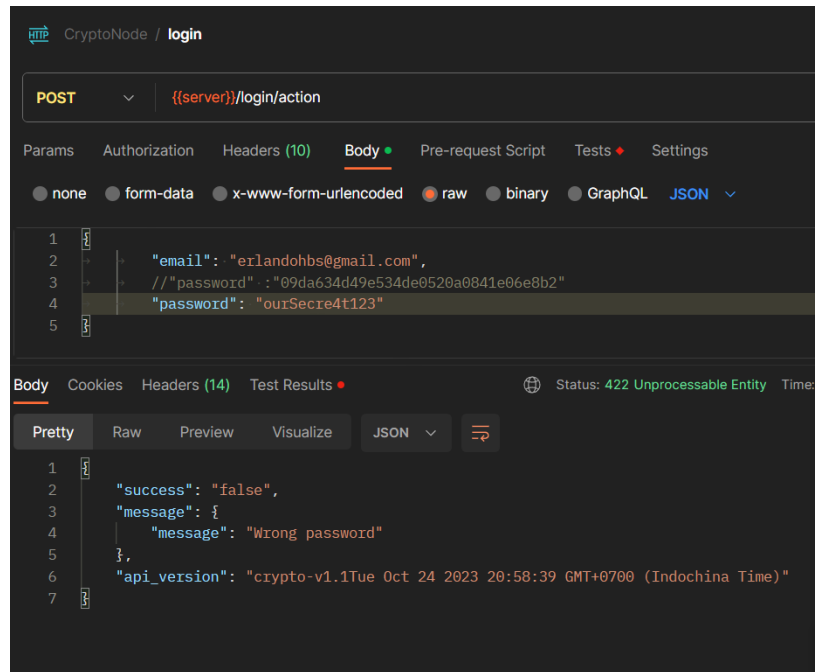 HTTP CryptoNode / login
POST {{server}}/login/action
Params Authorization Headers (10) Body Pre-request Script Tests Settings
none form-data x-www-form-urlencoded raw binary GraphQL JSON
1 {
2 "email": "erlandohbs@gmail.com",
3 //"password" :"09da634d49e534de0520a0841e06e8b2"
4 "password": "ourSecre4t123"
5 }
Body Cookies Headers (14) Test Results Status: 422 Unprocessable Entity Time:
Pretty Raw Preview Visualize JSON
1 {
2 "success": "false",
3 "message": {
4 "message": "Wrong password"
5 },
6 "api_version": "crypto-v1.1Tue Oct 24 2023 20:58:39 GMT+0700 (Indochina Time)"
7 }